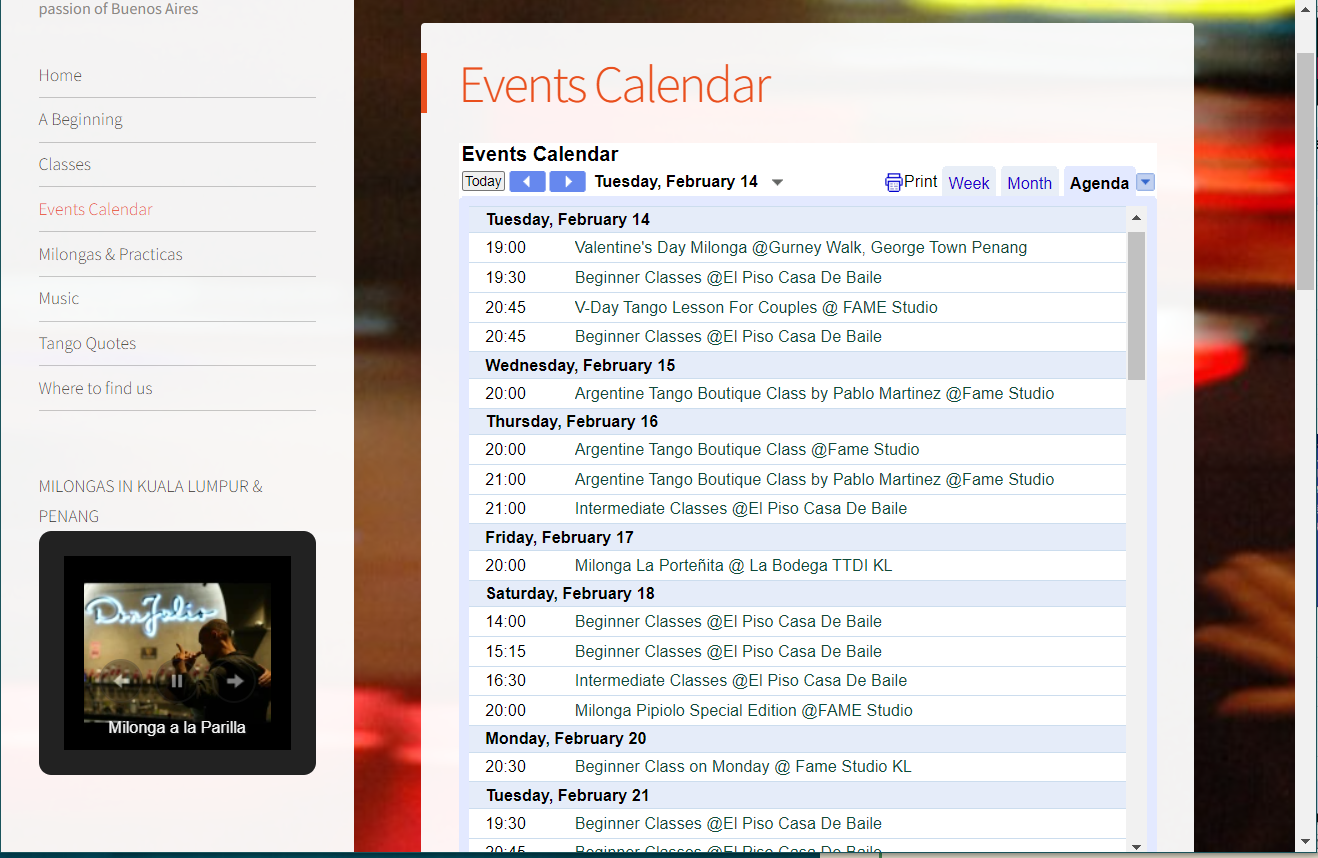 passion of Buenos Aires
Home
A Beginning
Classes
Events Calendar
Milongas & Practicas
Music
Tango Quotes
Where to find us
MILONGAS IN KUALA LUMPUR &
PENANG
DonJulio
Milonga a la Parilla
Events Calendar
Events Calendar
Today Tuesday, February 14 Print Week Month Agenda
Tuesday, February 14
19:00 Valentine's Day Milonga @Gurney Walk, George Town Penang
19:30 Beginner Classes @El Piso Casa De Baile
20:45 V-Day Tango Lesson For Couples @ FAME Studio
20:45 Beginner Classes @El Piso Casa De Baile
Wednesday, February 15
20:00 Argentine Tango Boutique Class by Pablo Martinez @Fame Studio
Thursday, February 16
20:00 Argentine Tango Boutique Class @Fame Studio
21:00 Argentine Tango Boutique Class by Pablo Martinez @Fame Studio
21:00 Intermediate Classes @El Piso Casa De Baile
Friday, February 17
20:00 Milonga La Porteñita @ La Bodega TTDI KL
Saturday, February 18
14:00 Beginner Classes @El Piso Casa De Baile
15:15 Beginner Classes @El Piso Casa De Baile
16:30 Intermediate Classes @El Piso Casa De Baile
20:00 Milonga Pipiolo Special Edition @FAME Studio
Monday, February 20
20:30 Beginner Class on Monday @ Fame Studio KL
Tuesday, February 21
19:30 Beginner Classes @El Piso Casa De Baile
20:45 Beginner Classes @El Piso Casa De Baile